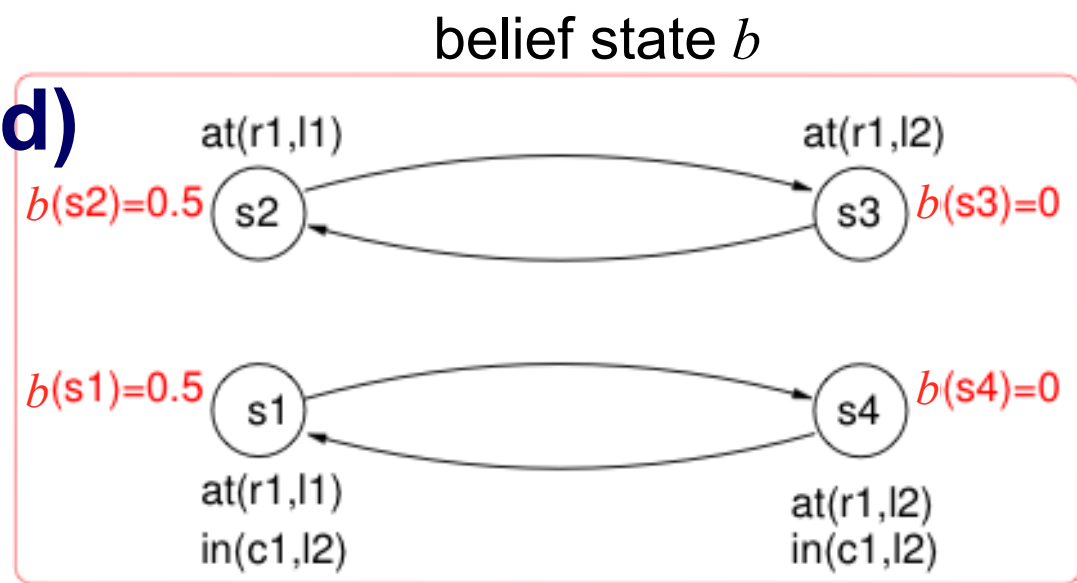 belief state b
d)
at(r1,l1) at(r1,l2)
b(s2)=0.5 s2 s3 b(s3)=0
b(s1)=0.5 s1 s4 b(s4)=0
at(r1,l1) at(r1,l2)
in(c1,l2) in(c1,l2)